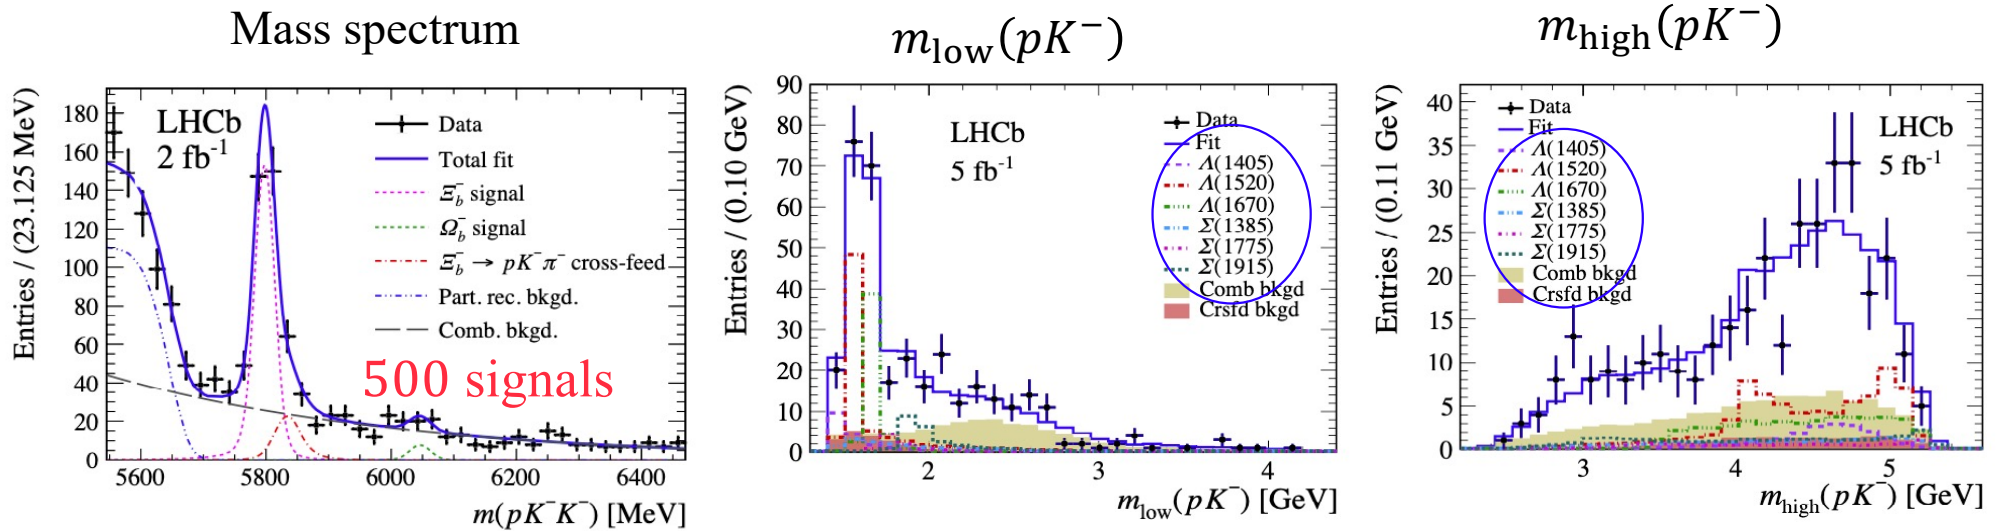 Mass spectrum
Entries / (23.125 MeV)
180
160
140
120
100
80
60
40
20
0
LHCb
2 fb⁻¹
Data
Total fit
Ξ_b⁻ signal
Ω_b⁻ signal
Ξ_b⁻ → pK⁻π⁻ cross-feed
Part. rec. bkgd.
Comb. bkgd.
500 signals
5600 5800 6000 6200 6400
m(pK⁻K⁻) [MeV]
m_low(pK⁻)
Entries / (0.10 GeV)
90
80
70
60
50
40
30
20
10
0
LHCb
5 fb⁻¹
Data
Fit
Λ(1405)
Λ(1520)
Λ(1670)
Σ(1385)
Σ(1775)
Σ(1915)
Comb bkgd
Crsfd bkgd
2 3 4
m_low(pK⁻) [GeV]
m_high(pK⁻)
Entries / (0.11 GeV)
40
35
30
25
20
15
10
5
0
Data
Fit
Λ(1405)
Λ(1520)
Λ(1670)
Σ(1385)
Σ(1775)
Σ(1915)
Comb bkgd
Crsfd bkgd
LHCb
5 fb⁻¹
3 4 5
m_high(pK⁻) [GeV]